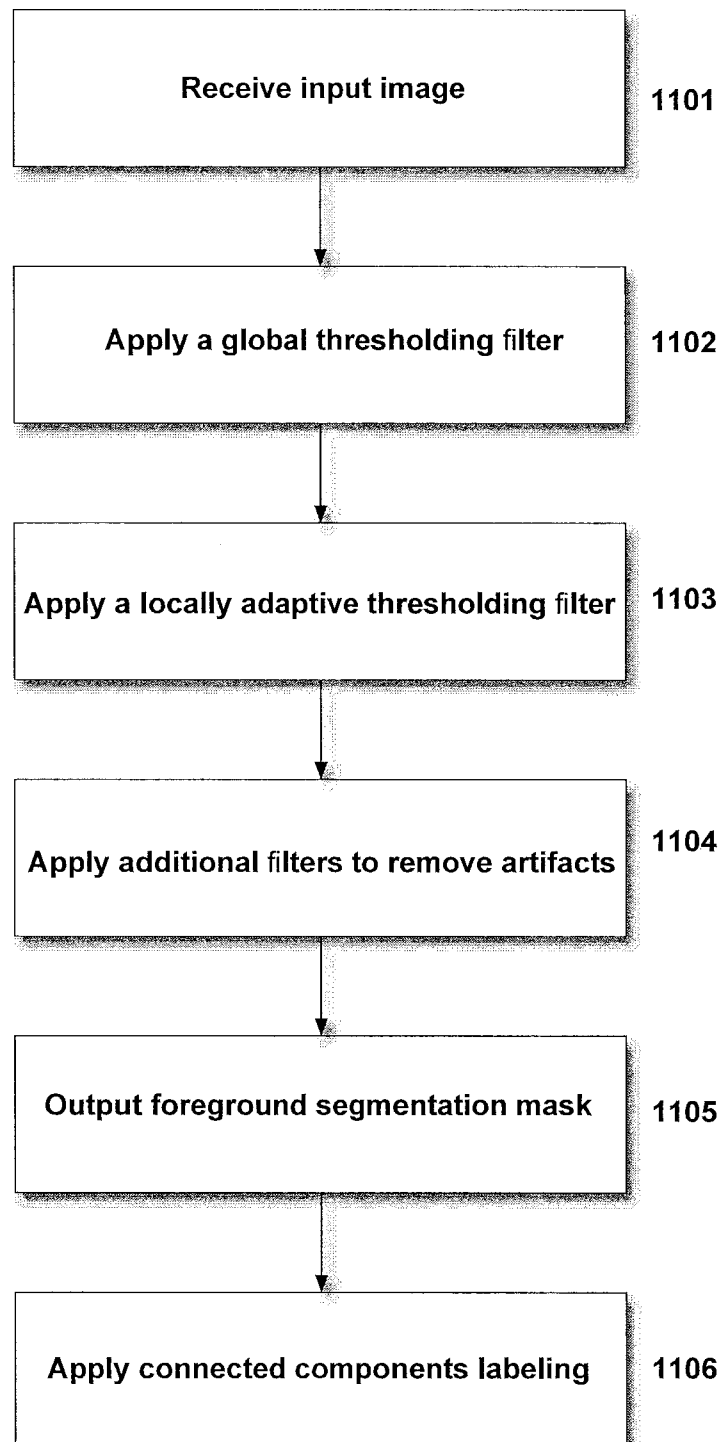 Receive input image
1101
Apply a global thresholding filter
1102
Apply a locally adaptive thresholding filter
1103
Apply additional filters to remove artifacts
1104
Output foreground segmentation mask
1105
Apply connected components labeling
1106